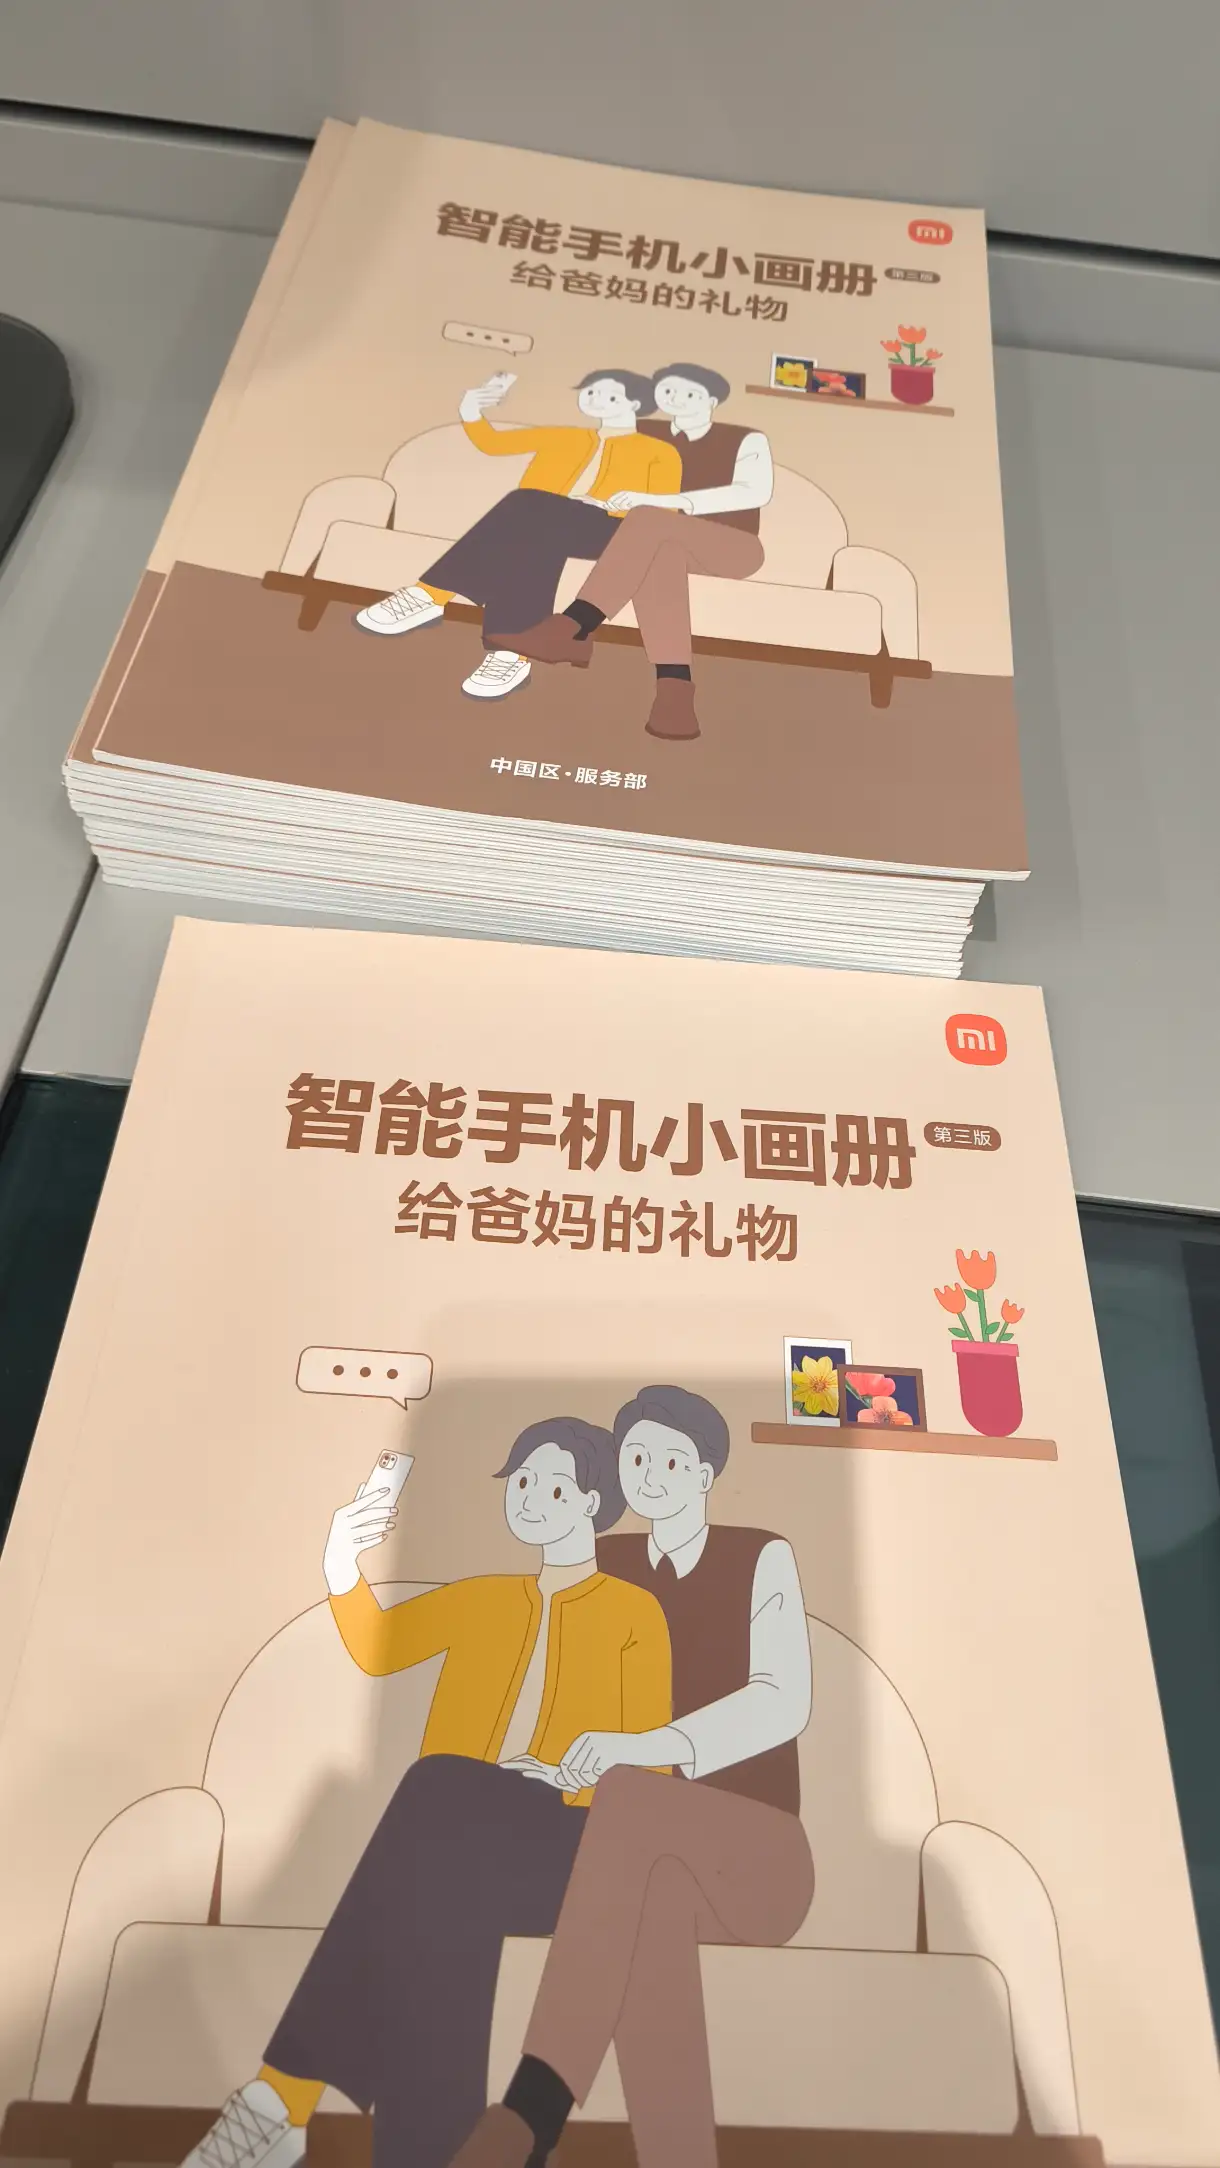 mi
智能手机小画册 第三版
给爸妈的礼物
中国区·服务部
mi
智能手机小画册 第三版
给爸妈的礼物